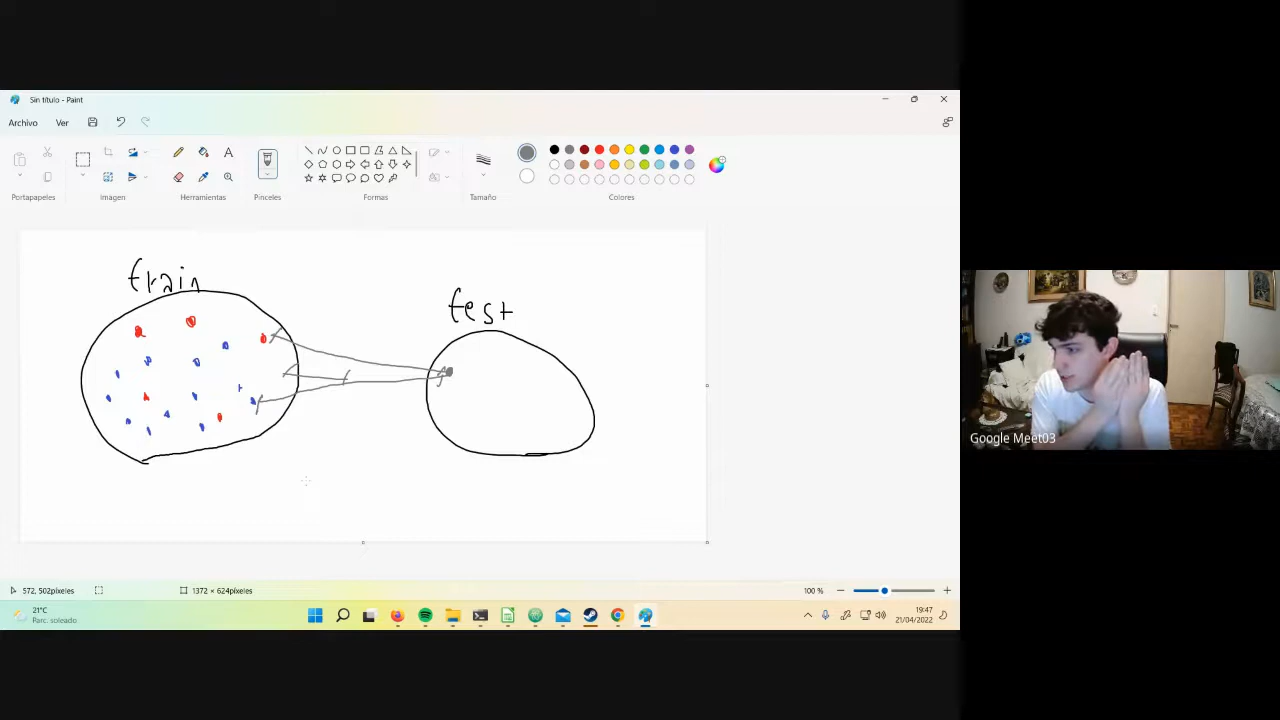 Sin título - Paint
Archivo Ver
Portapapeles Imagen Herramientas Pinceles Formas Tamaño Colores
train
test
Google Meet03
572, 502píxeles 1372 × 624píxeles 100 %
21°C
Parc. soleado
19:47
21/04/2022